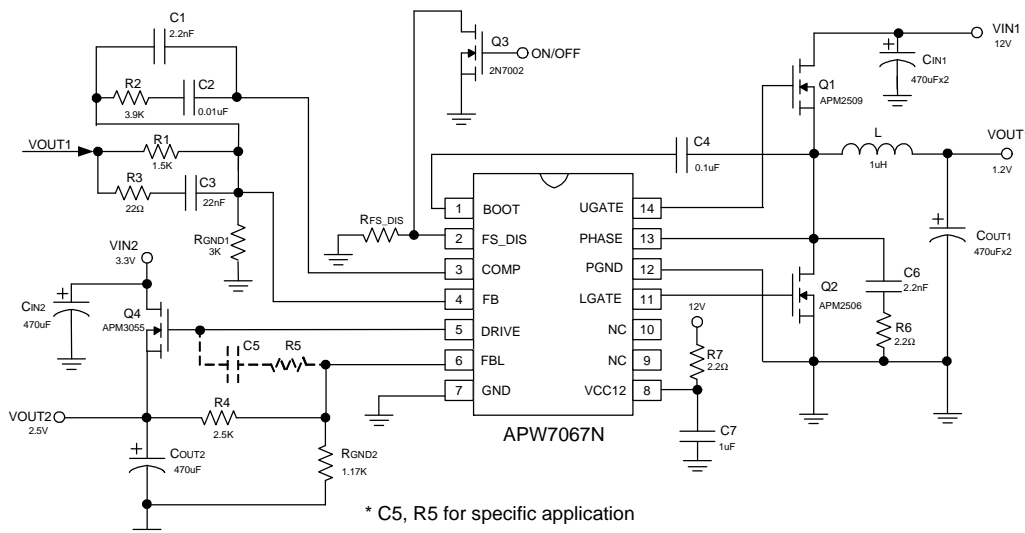 C1
2.2nF
R2
3.9K
C2
0.01uF
Q3
2N7002
ON/OFF
VIN1
12V
CIN1
470uFx2
Q1
APM2509
VOUT1
R1
1.5K
R3
22Ω
C3
22nF
C4
0.1uF
L
1uH
VOUT1
1.2V
RGND1
3K
RFS_DIS
1 BOOT UGATE 14
2 FS_DIS PHASE 13
3 COMP PGND 12
4 FB LGATE 11
5 DRIVE NC 10
6 FBL NC 9
7 GND VCC12 8
APW7067N
COUT1
470uFx2
Q2
APM2506
C6
2.2nF
R6
2.2Ω
VIN2
3.3V
CIN2
470uF
Q4
APM3055
C5
R5
12V
R7
2.2Ω
C7
1uF
VOUT2
2.5V
R4
2.5K
COUT2
470uF
RGND2
1.17K
* C5, R5 for specific application